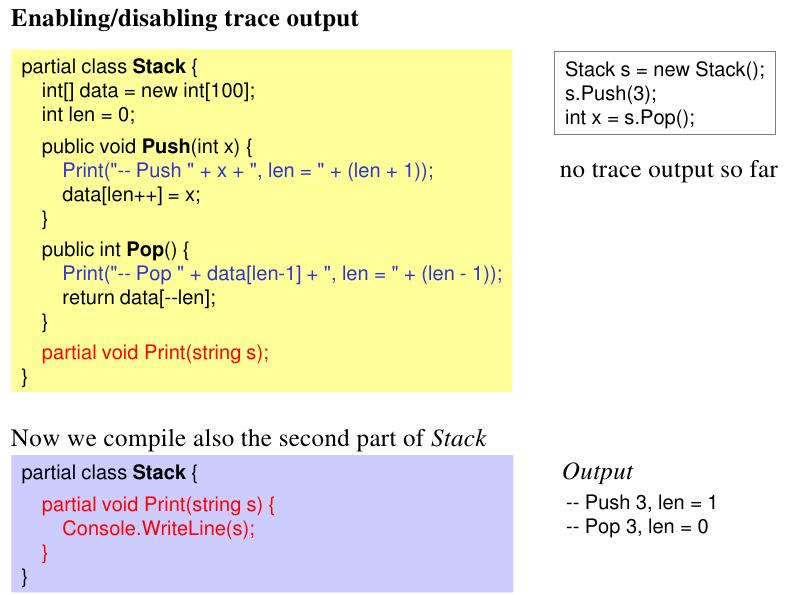 Enabling/disabling trace output
partial class Stack {
int[] data = new int[100];
int len = 0;
public void Push(int x) {
Print("-- Push " + x + ", len = " + (len + 1));
data[len++] = x;
}
public int Pop() {
Print("-- Pop " + data[len-1] + ", len = " + (len - 1));
return data[--len];
}
partial void Print(string s);
}
Stack s = new Stack();
s.Push(3);
int x = s.Pop();
no trace output so far
Now we compile also the second part of Stack
partial class Stack {
partial void Print(string s) {
Console.WriteLine(s);
}
}
Output
-- Push 3, len = 1
-- Pop 3, len = 0